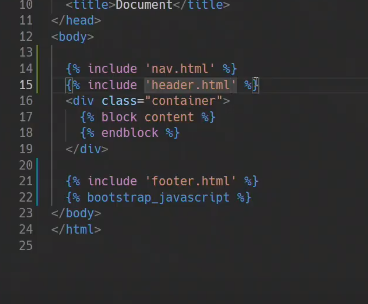 10 <title>Document</title>
11 </head>
12 <body>
13
14 {% include 'nav.html' %}
15 {% include 'header.html' %}
16 <div class="container">
17 {% block content %}
18 {% endblock %}
19 </div>
20
21 {% include 'footer.html' %}
22 {% bootstrap_javascript %}
23 </body>
24 </html>
25